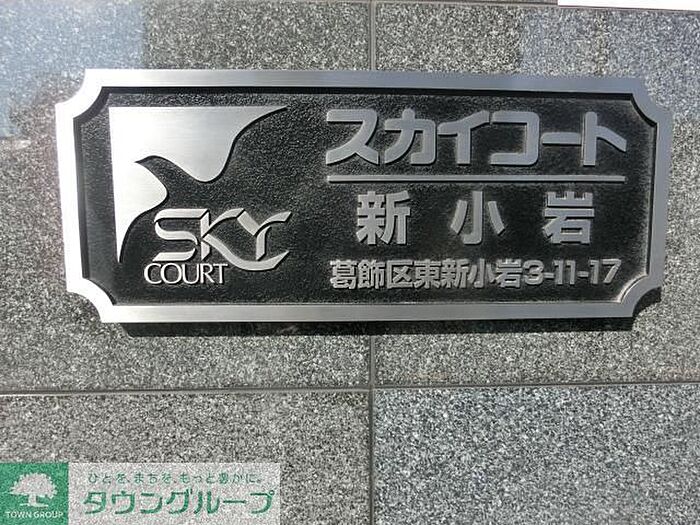 スカイコート
新小岩
葛飾区東新小岩3-11-17
SKY
COURT
ひとを、まちを、もっと豊かに。
タウングループ
TOWN GROUP